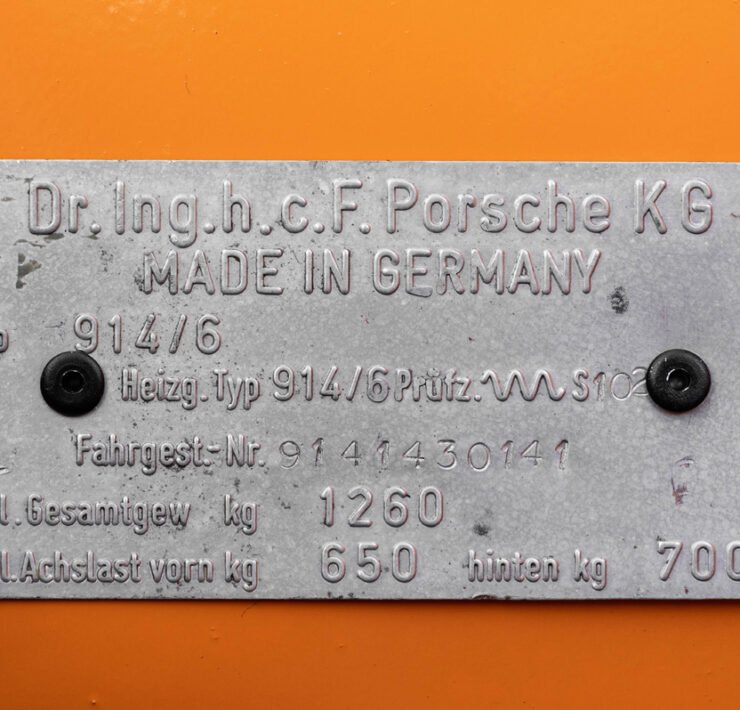 Dr.Ing.h.c.F.Porsche KG
MADE IN GERMANY
914/6
Heizg.Typ 914/6 Prüfz. S102
Fahrgest.-Nr. 9141430141
l.Gesamtgew kg 1260
l.Achslast vorn kg 650 hinten kg 700